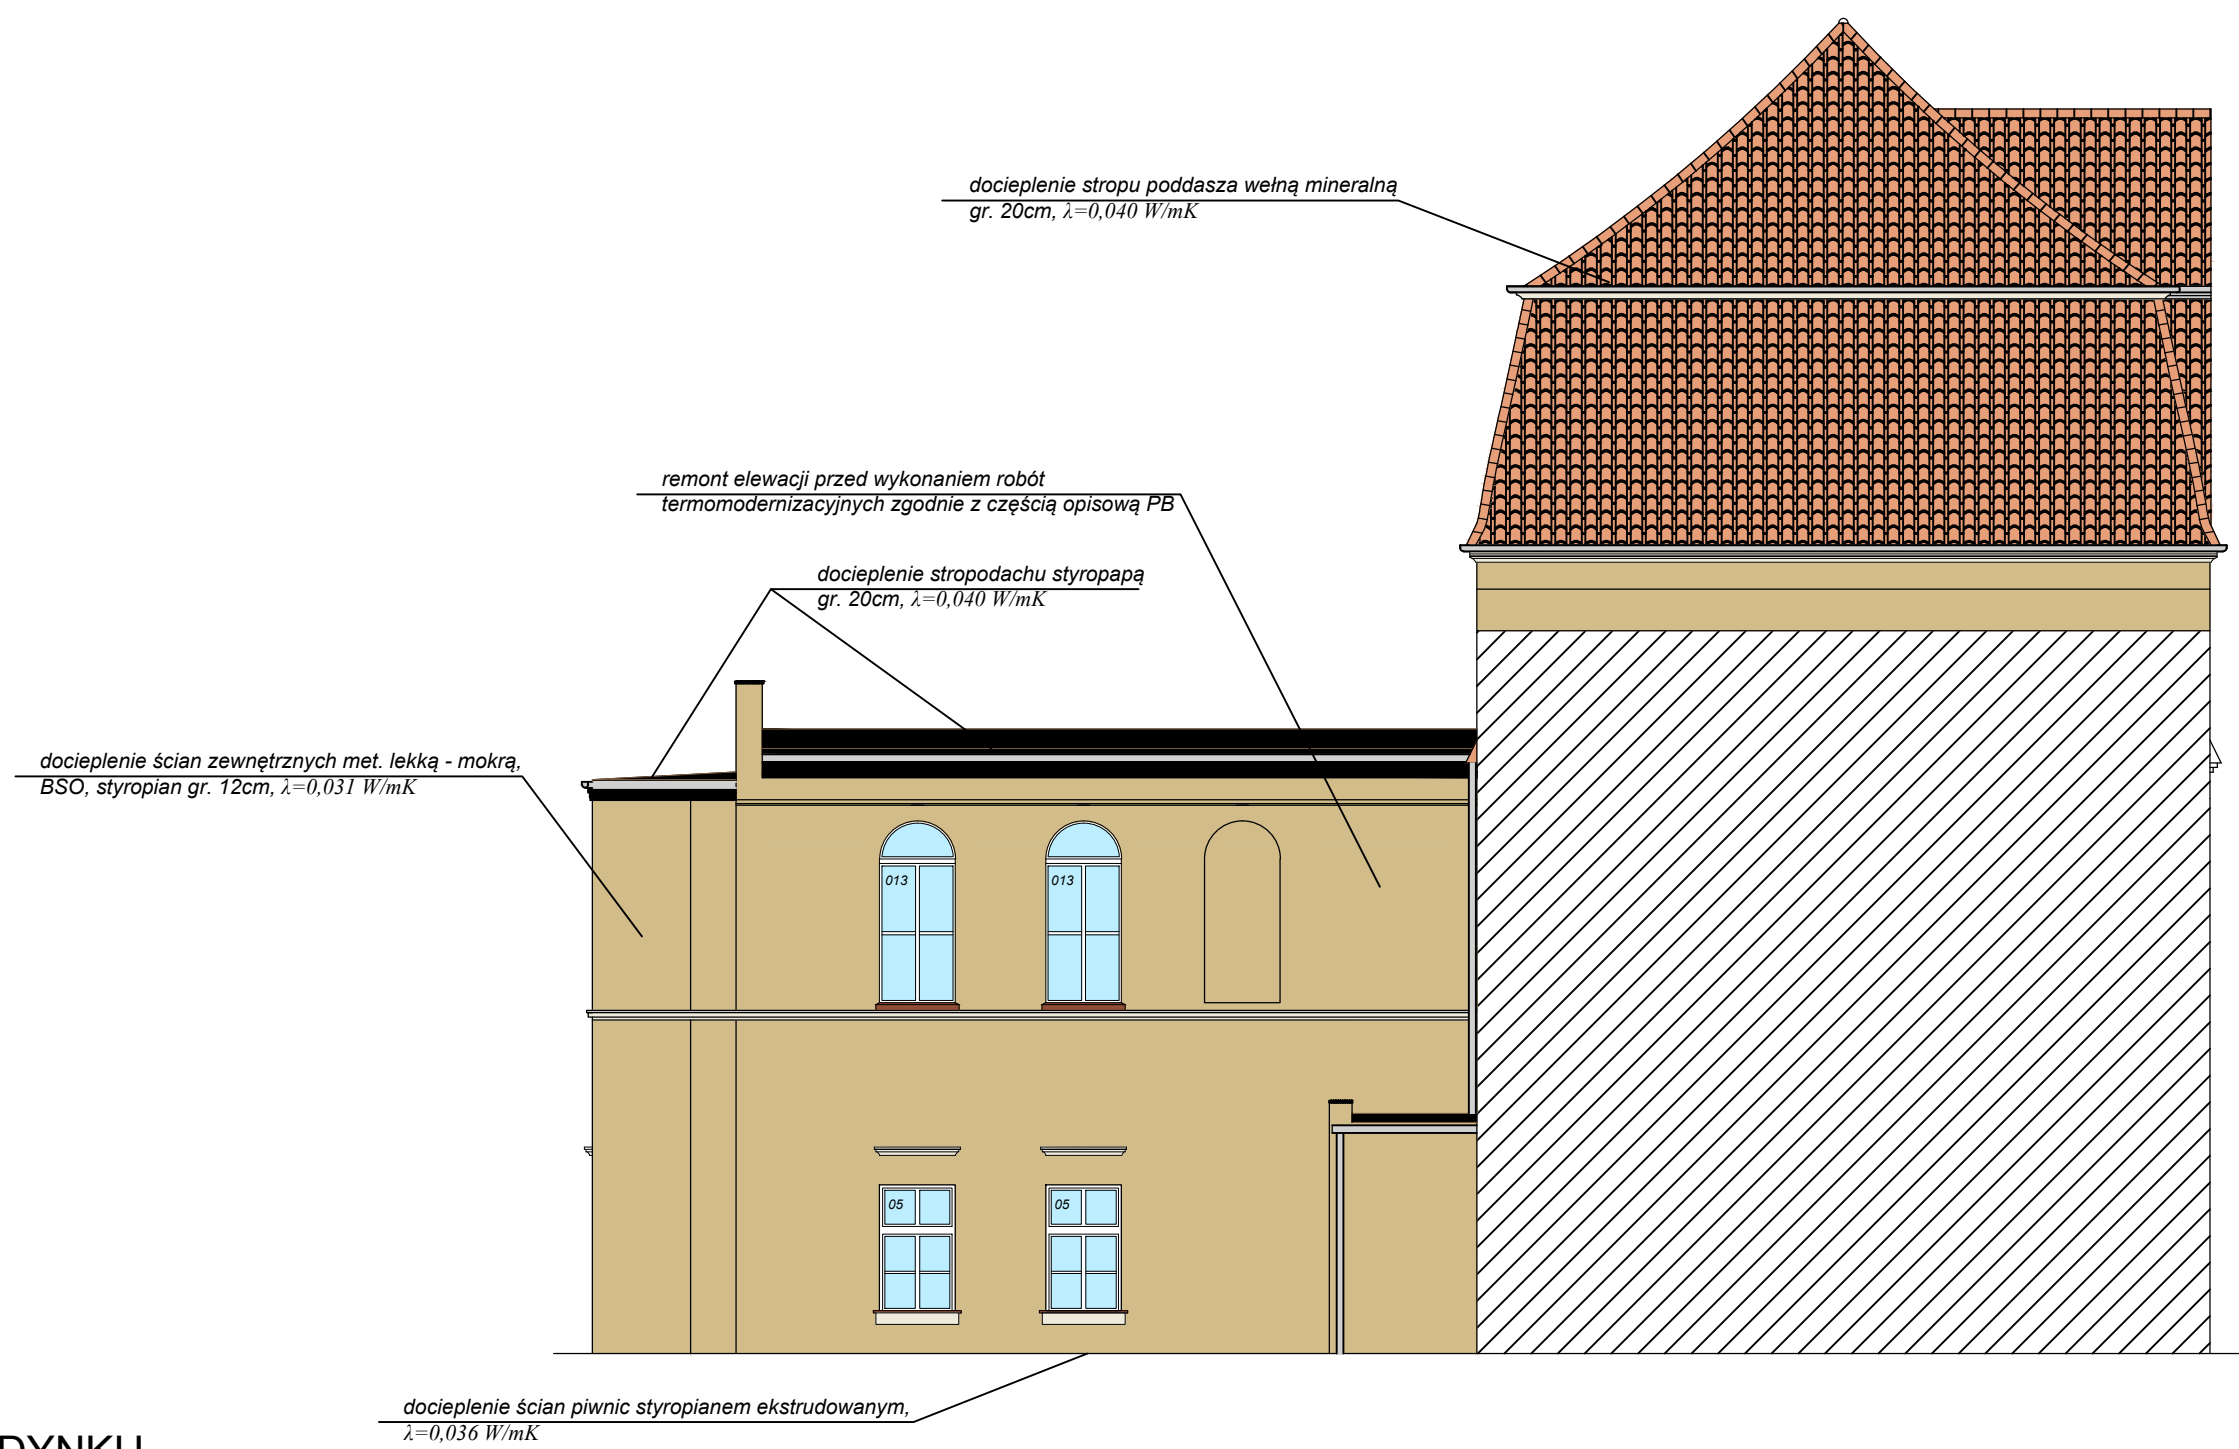 docieplenie stropu poddasza wełną mineralną
gr. 20cm, λ=0,040 W/mK
remont elewacji przed wykonaniem robót
termomodernizacyjnych zgodnie z częścią opisową PB
docieplenie stropodachu styropapą
gr. 20cm, λ=0,040 W/mK
docieplenie ścian zewnętrznych met. lekką - mokrą,
BSO, styropian gr. 12cm, λ=0,031 W/mK
013
013
05
05
docieplenie ścian piwnic styropianem ekstrudowanym,
λ=0,036 W/mK